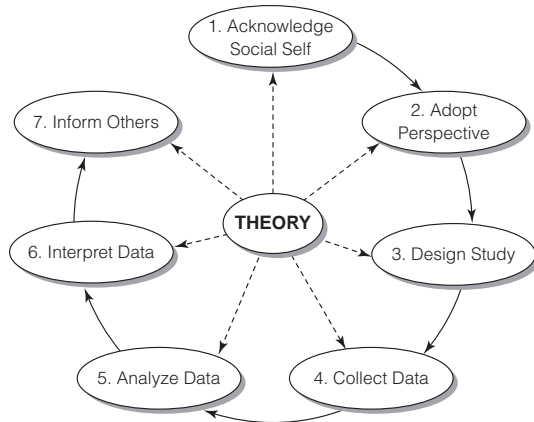 1. Acknowledge
Social Self
2. Adopt
Perspective
7. Inform Others
THEORY
6. Interpret Data
3. Design Study
5. Analyze Data
4. Collect Data